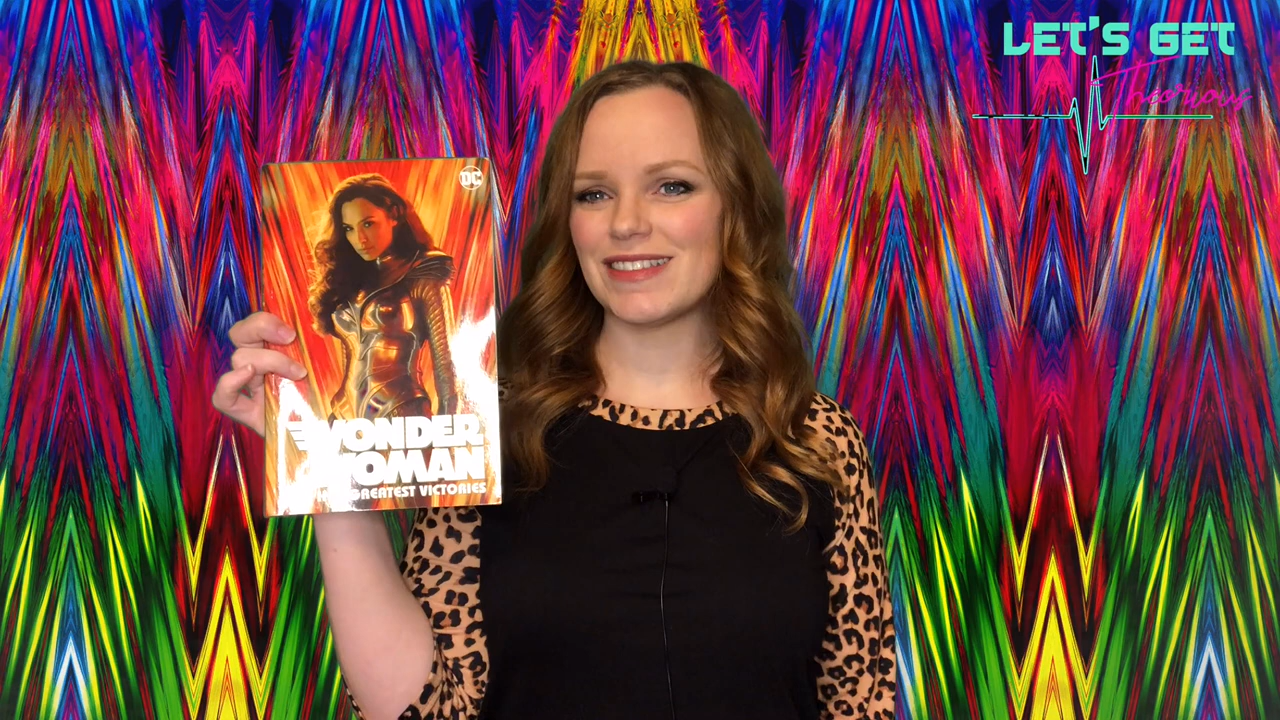 LET'S GET
Theorious
DC
WONDER
WOMAN
GREATEST VICTORIES